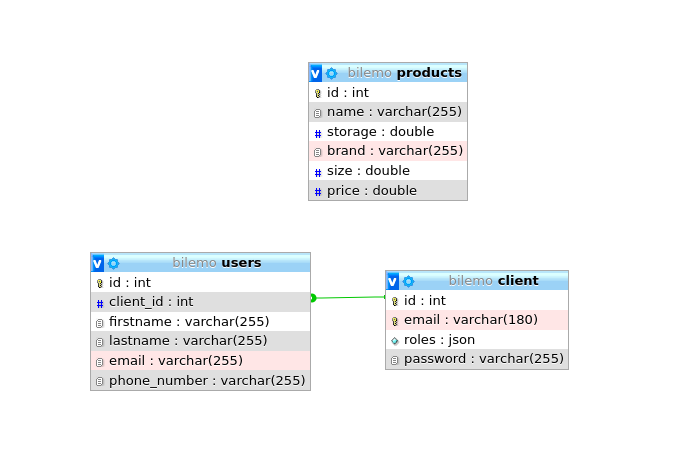 v bilemo products
id : int
name : varchar(255)
# storage : double
brand : varchar(255)
# size : double
# price : double
v bilemo users
id : int
# client_id : int
firstname : varchar(255)
lastname : varchar(255)
email : varchar(255)
phone_number : varchar(255)
v bilemo client
id : int
email : varchar(180)
roles : json
password : varchar(255)